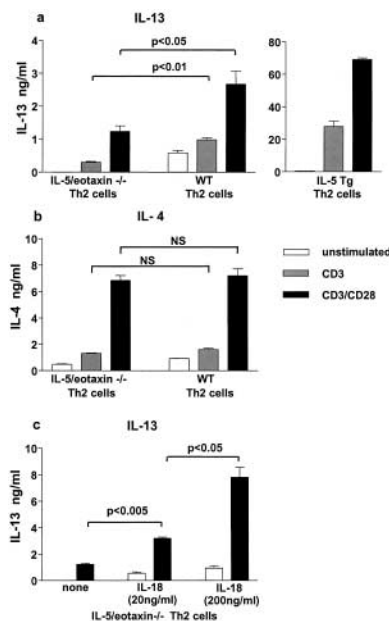 a IL-13
p<0.05
p<0.01
IL-13 ng/ml
4
3
2
1
0
80
60
40
20
0
IL-5/eotaxin -/- WT IL-5 Tg
Th2 cells Th2 cells Th2 cells
b IL- 4
NS
NS
IL-4 ng/ml
10
8
6
4
2
0
unstimulated
CD3
CD3/CD28
IL-5/eotaxin -/- WT
Th2 cells Th2 cells
c IL-13
p<0.05
p<0.005
IL-13 ng/ml
10
8
6
4
2
0
none IL-18 IL-18
(20ng/ml) (200ng/ml)
IL-5/eotaxin-/- Th2 cells